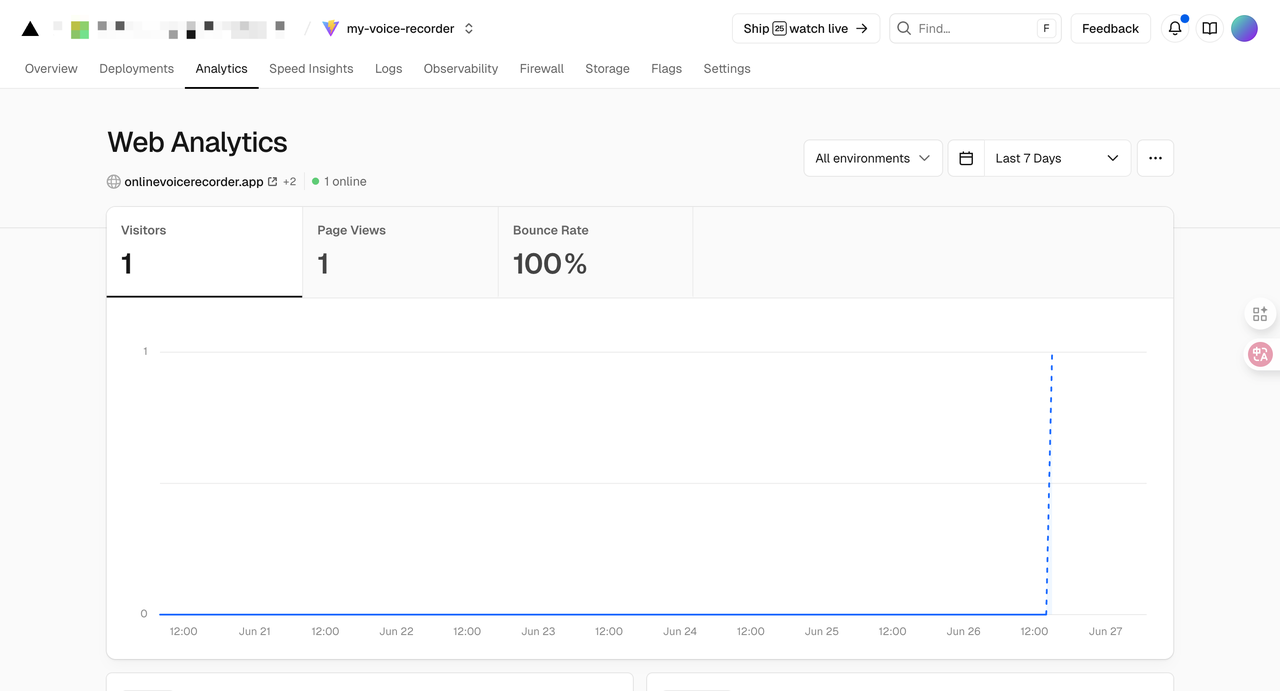 my-voice-recorder
Ship 25 watch live →
Find...
F
Feedback
Overview Deployments Analytics Speed Insights Logs Observability Firewall Storage Flags Settings
Web Analytics
onlinevoicerecorder.app +2 1 online
All environments
Last 7 Days
Visitors
1
Page Views
1
Bounce Rate
100%
1
0
12:00 Jun 21 12:00 Jun 22 12:00 Jun 23 12:00 Jun 24 12:00 Jun 25 12:00 Jun 26 12:00 Jun 27
中A